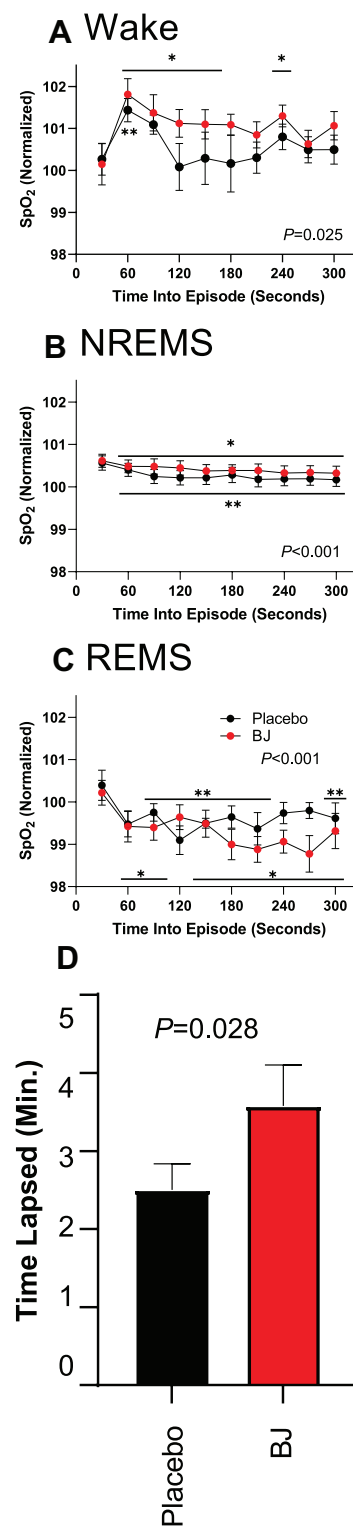 A Wake
* *
102
101
100
99
98
SpO2 (Normalized)
**
P=0.025
0 60 120 180 240 300
Time Into Episode (Seconds)
B NREMS
102
100
98
SpO2 (Normalized)
*
**
P<0.001
0 60 120 180 240 300
Time Into Episode (Seconds)
C REMS
102
101
100
99
98
SpO2 (Normalized)
Placebo
BJ
P<0.001
** **
* *
0 60 120 180 240 300
Time Into Episode (Seconds)
D
5
4
3
2
1
0
Time Lapsed (Min.)
P=0.028
Placebo
BJ